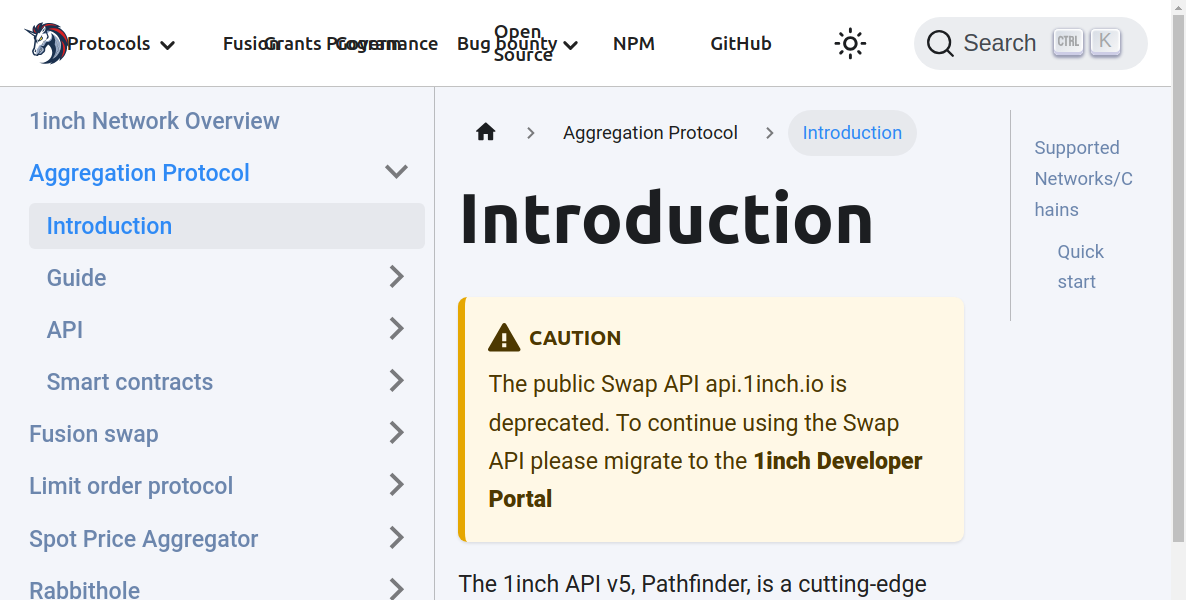 Protocols
Fusion
Grants Program
Governance
Bug bounty
Open Source
NPM
GitHub
Search
CTRL
K
1inch Network Overview
Aggregation Protocol
Introduction
Guide
API
Smart contracts
Fusion swap
Limit order protocol
Spot Price Aggregator
Rabbithole
Aggregation Protocol
Introduction
Introduction
CAUTION
The public Swap API api.1inch.io is
deprecated. To continue using the Swap
API please migrate to the 1inch Developer
Portal
The 1inch API v5, Pathfinder, is a cutting-edge
Supported
Networks/C
hains
Quick
start